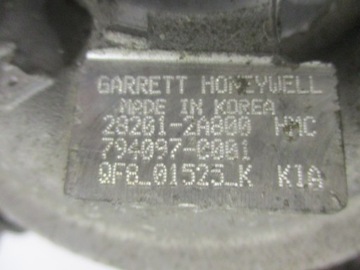 GARRETT HONEYWELL
MADE IN KOREA
28201-2A800 HMC
794097-0001
QF8_01525_K KIA